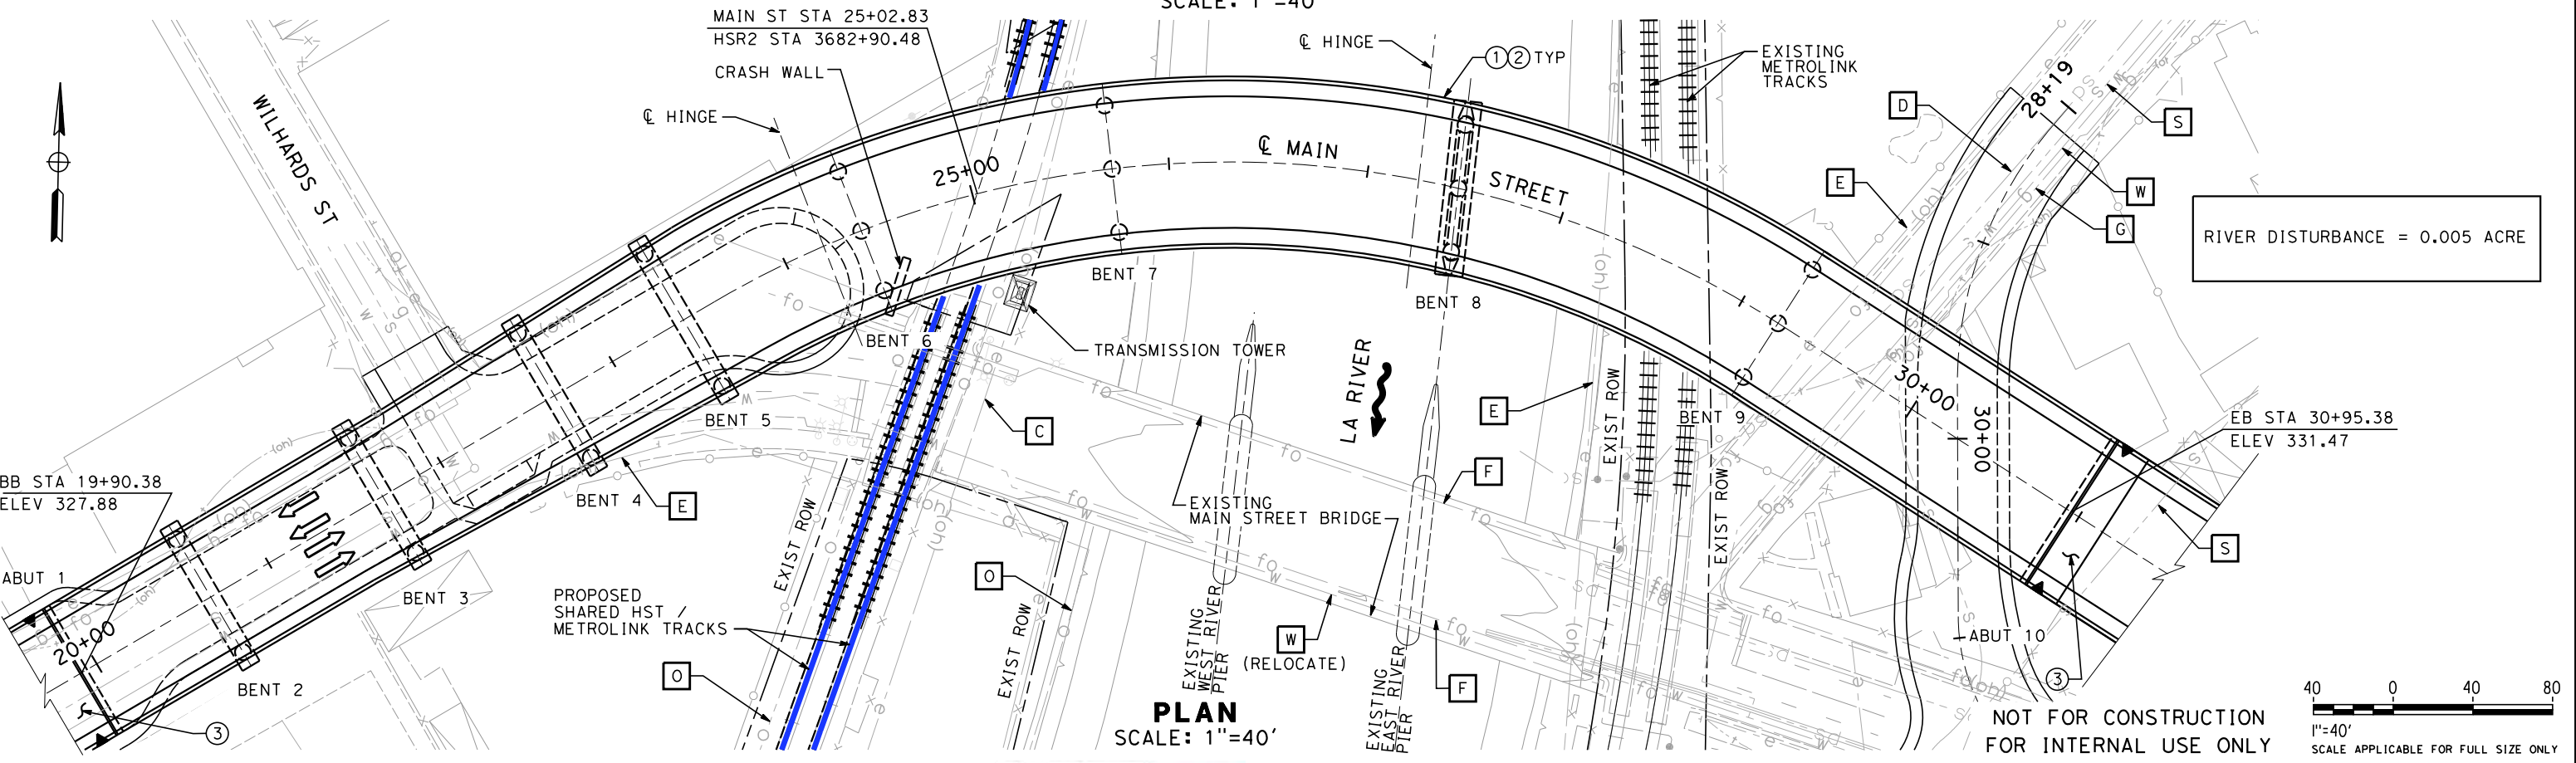 SCALE: 1"=40'
MAIN ST STA 25+02.83
HSR2 STA 3682+90.48
CRASH WALL
℄ HINGE
℄ HINGE
①② TYP
EXISTING
METROLINK
TRACKS
WILHARDS ST
25+00
℄ MAIN STREET
28+19
D
S
E
W
G
RIVER DISTURBANCE = 0.005 ACRE
BENT 7
BENT 8
BENT 6
TRANSMISSION TOWER
BENT 5
C
LA RIVER
E
EXIST ROW
BENT 9
30+00
30+00
EB STA 30+95.38
ELEV 331.47
BB STA 19+90.38
ELEV 327.88
BENT 4
E
EXIST ROW
EXISTING
MAIN STREET BRIDGE
F
EXIST ROW
S
ABUT 1
20+00
BENT 3
BENT 2
③
PROPOSED
SHARED HST /
METROLINK TRACKS
O
O
EXIST ROW
EXISTING
WEST RIVER
PIER
W
(RELOCATE)
EXISTING
EAST RIVER
PIER
F
ABUT 10
③
PLAN
SCALE: 1"=40'
NOT FOR CONSTRUCTION
FOR INTERNAL USE ONLY
40 0 40 80
1"=40'
SCALE APPLICABLE FOR FULL SIZE ONLY